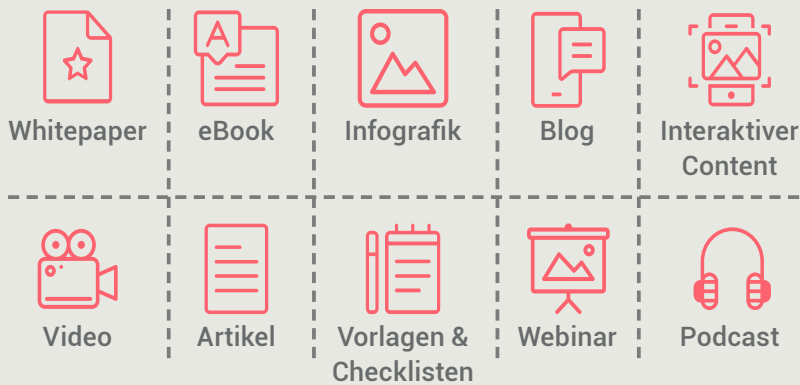 Whitepaper
eBook
Infografik
Blog
Interaktiver
Content
Video
Artikel
Vorlagen &
Checklisten
Webinar
Podcast